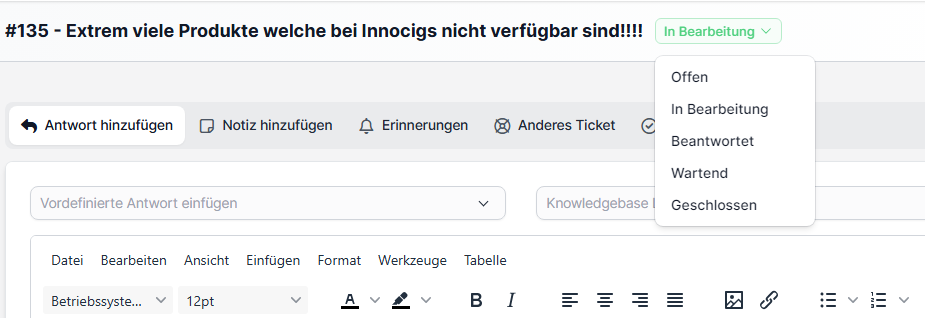 #135 - Extrem viele Produkte welche bei Innocigs nicht verfügbar sind!!!! In Bearbeitung
Offen
In Bearbeitung
Beantwortet
Wartend
Geschlossen
Antwort hinzufügen Notiz hinzufügen Erinnerungen Anderes Ticket
Vordefinierte Antwort einfügen Knowledgebase
Datei Bearbeiten Ansicht Einfügen Format Werkzeuge Tabelle
Betriebssyste... 12pt A B I